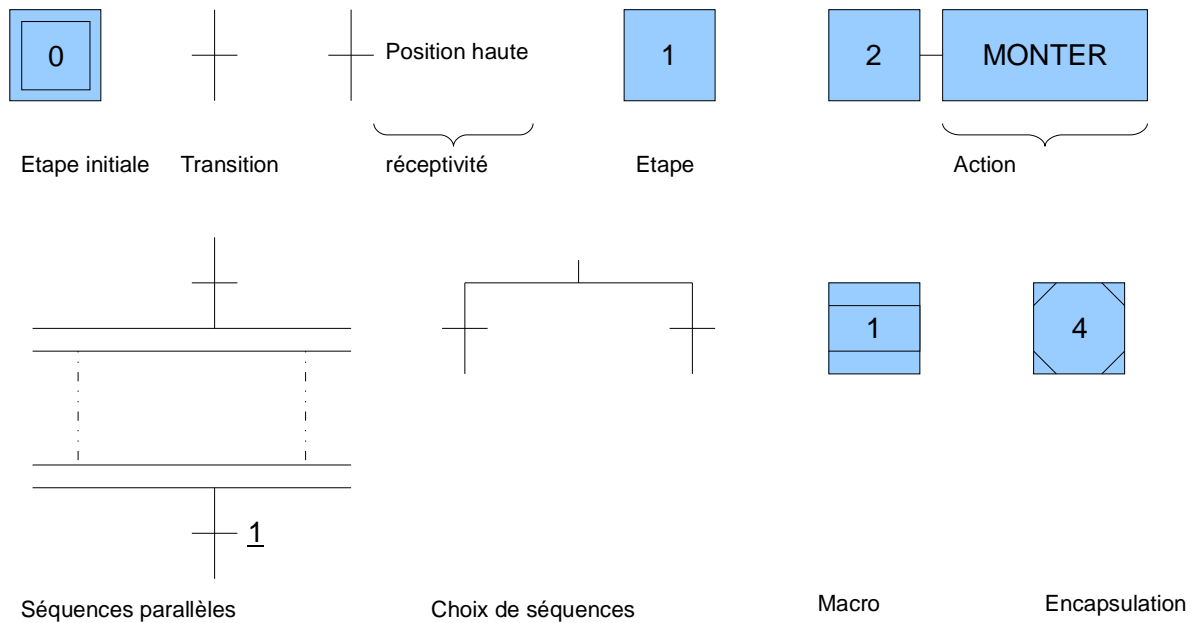 0
Position haute
1
2
MONTER
Etape initiale
Transition
réceptivité
Etape
Action
1
4
1
Séquences parallèles
Choix de séquences
Macro
Encapsulation